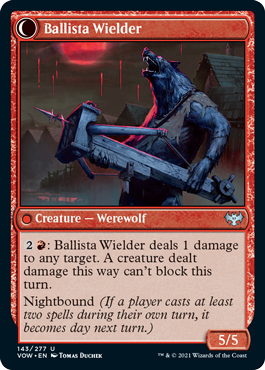 Ballista Wielder
Creature — Werewolf
2 R: Ballista Wielder deals 1 damage
to any target. A creature dealt
damage this way can't block this
turn.
Nightbound (If a player casts at least
two spells during their own turn, it
becomes day next turn.)
5/5
143/277 U
VOW • EN Tomas Duchek
™ & © 2021 Wizards of the Coast